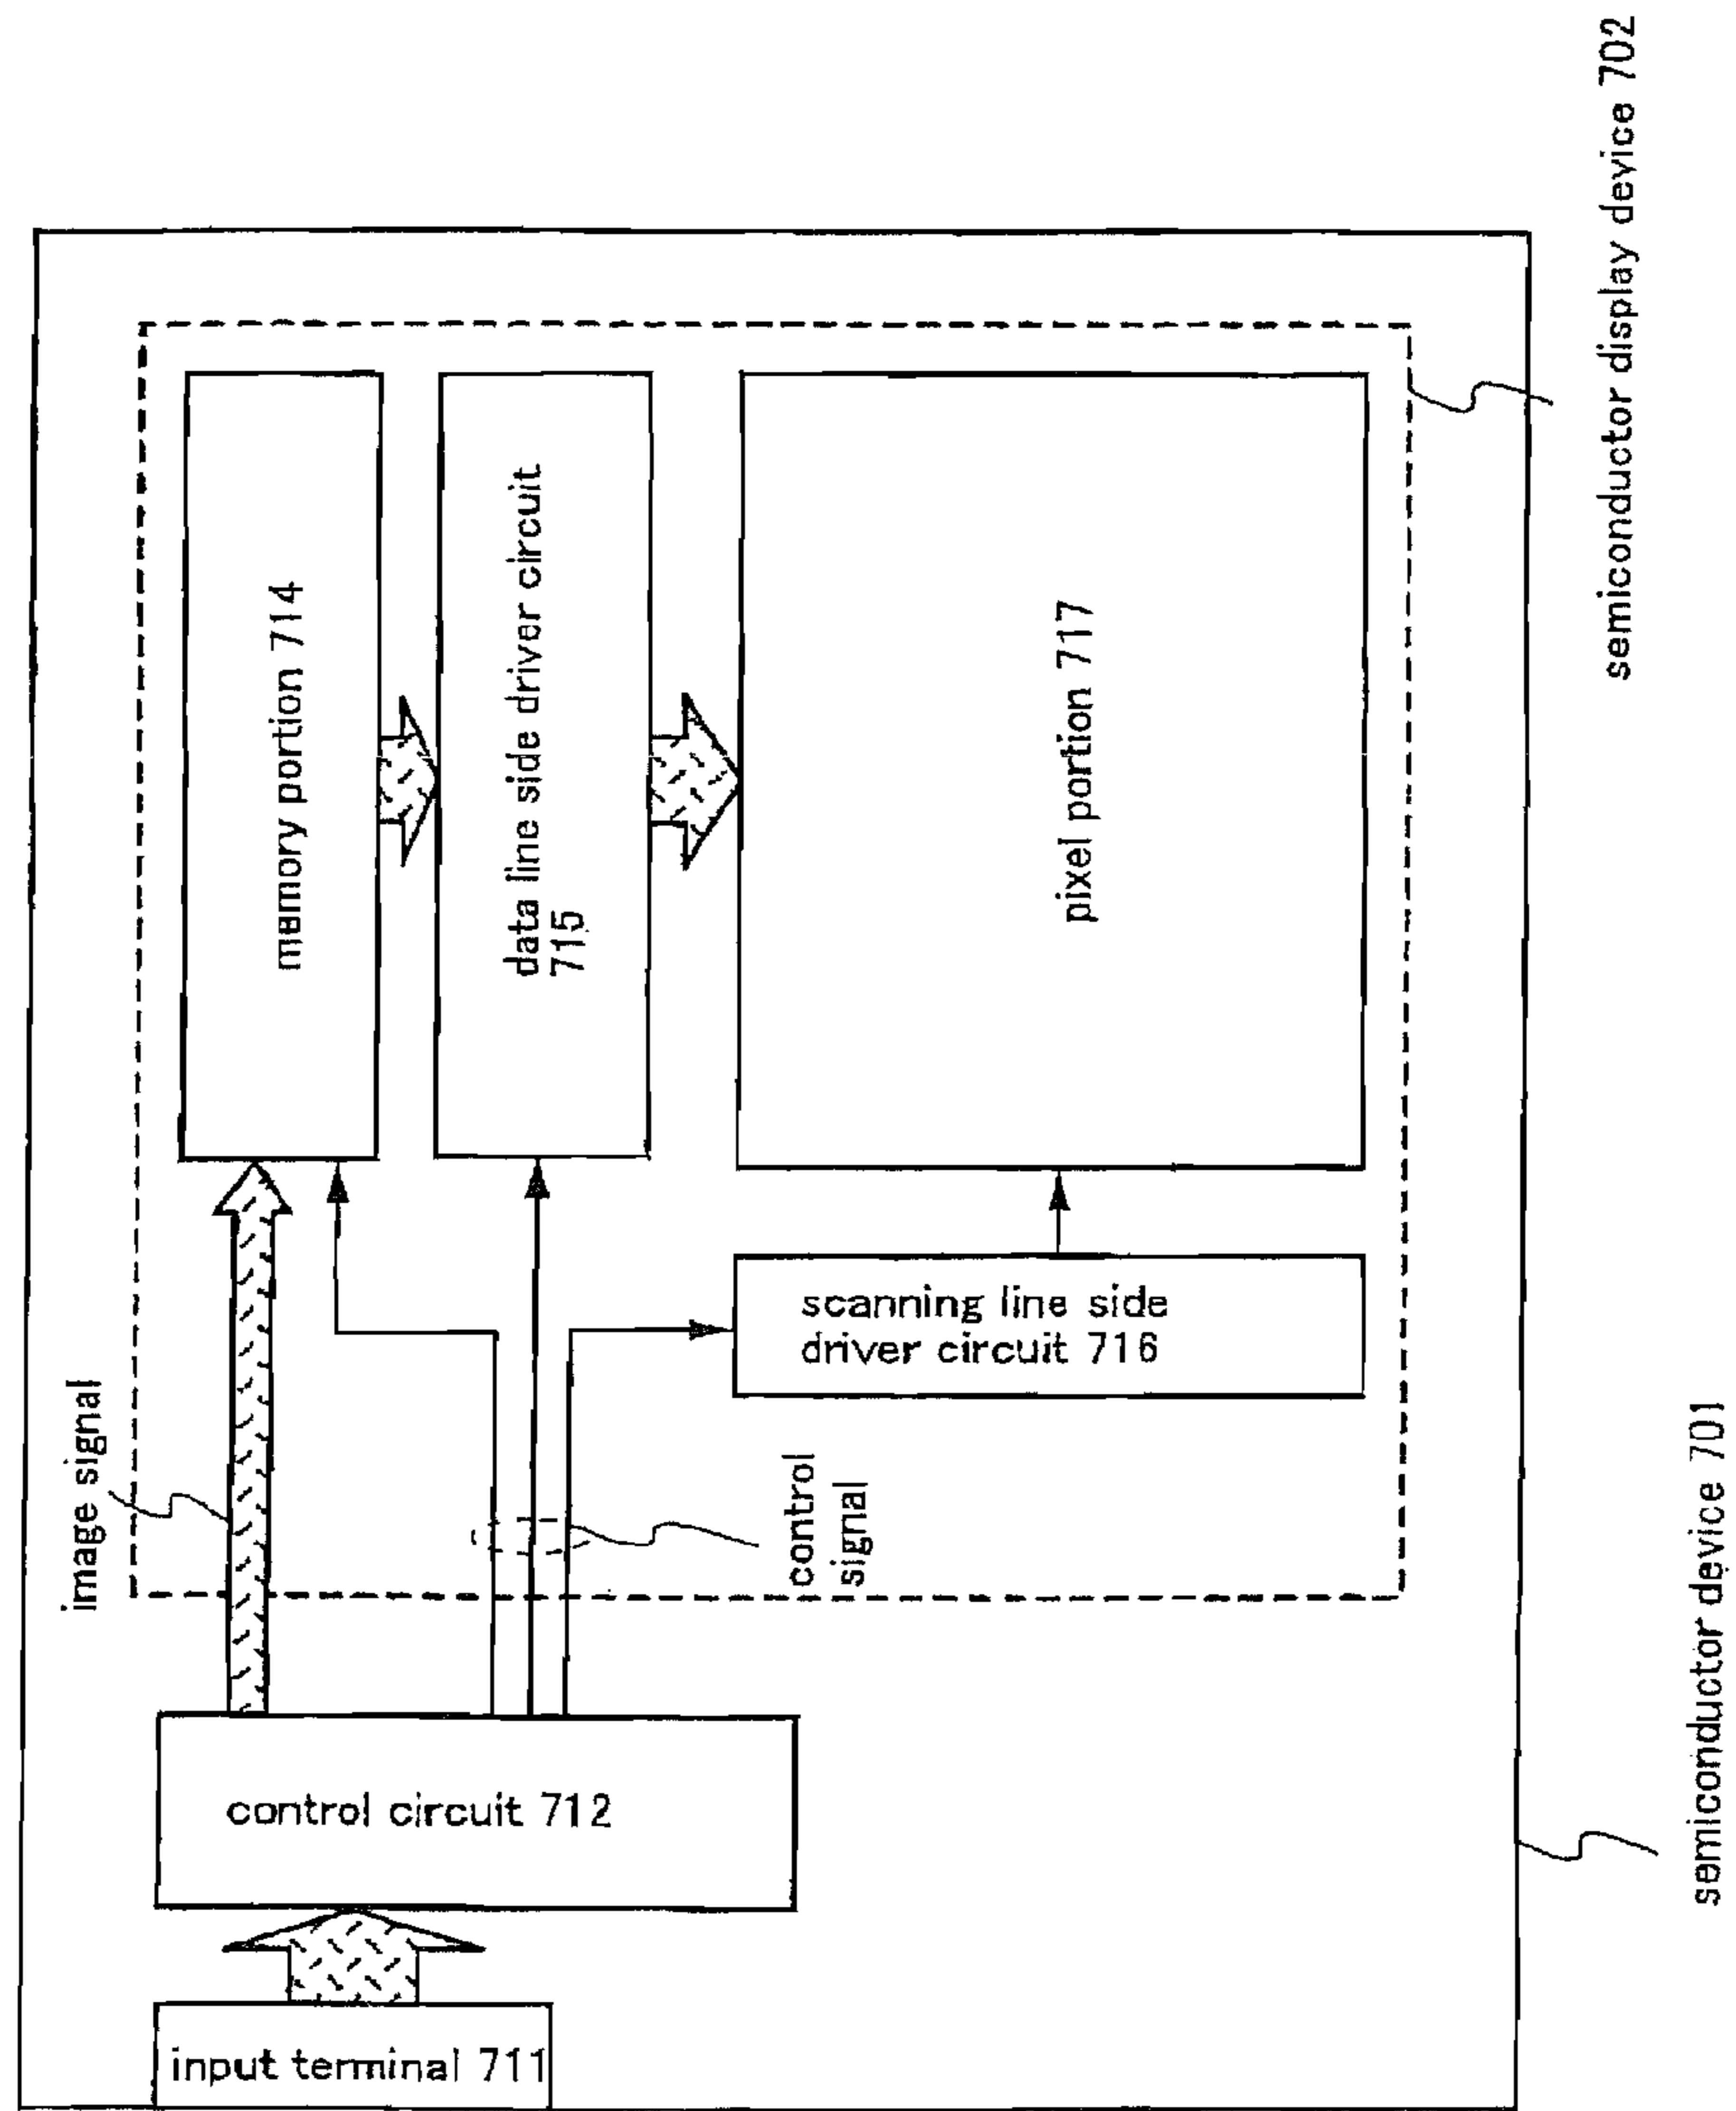 semiconductor display device 702
memory portion 714
data line side driver circuit
715
pixel portion 717
scanning line side
driver circuit 716
image signal
control
signal
control circuit 712
input terminal 711
semiconductor device 701